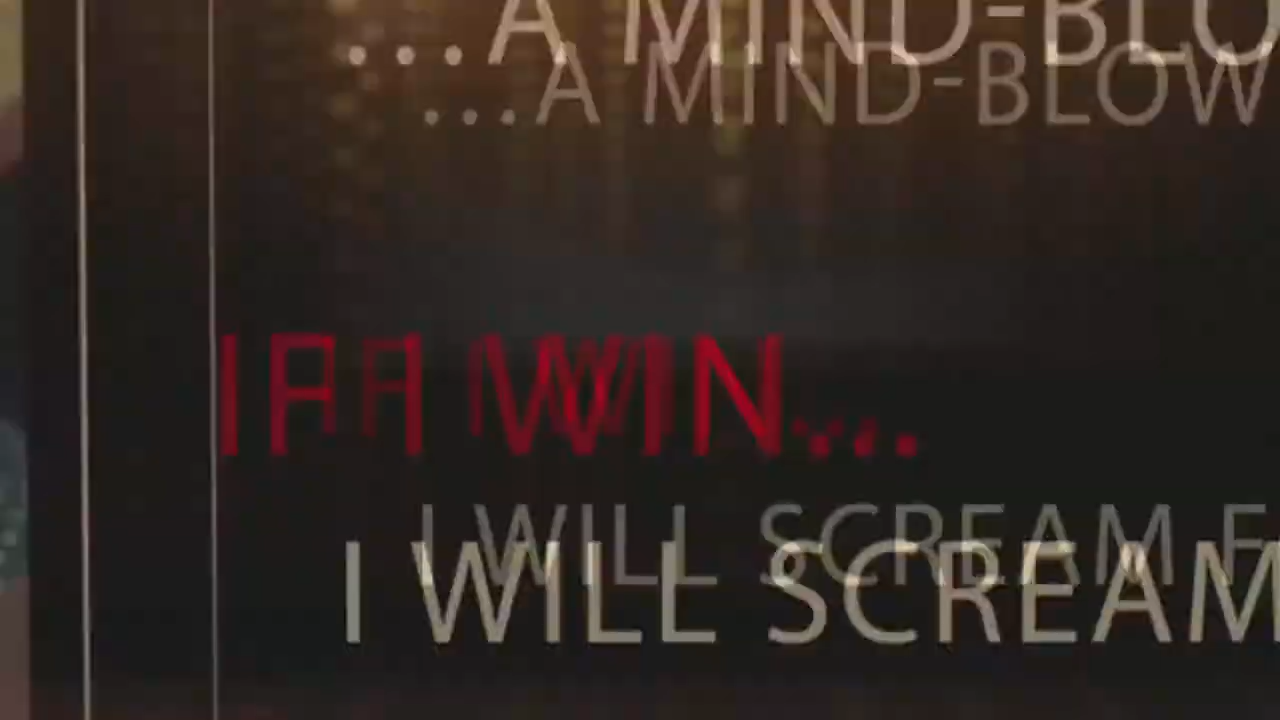 ...A MIND-BLO
...A MIND-BLOW
IF I WIN...
I WILL SCREAM F
I WILL SCREAM